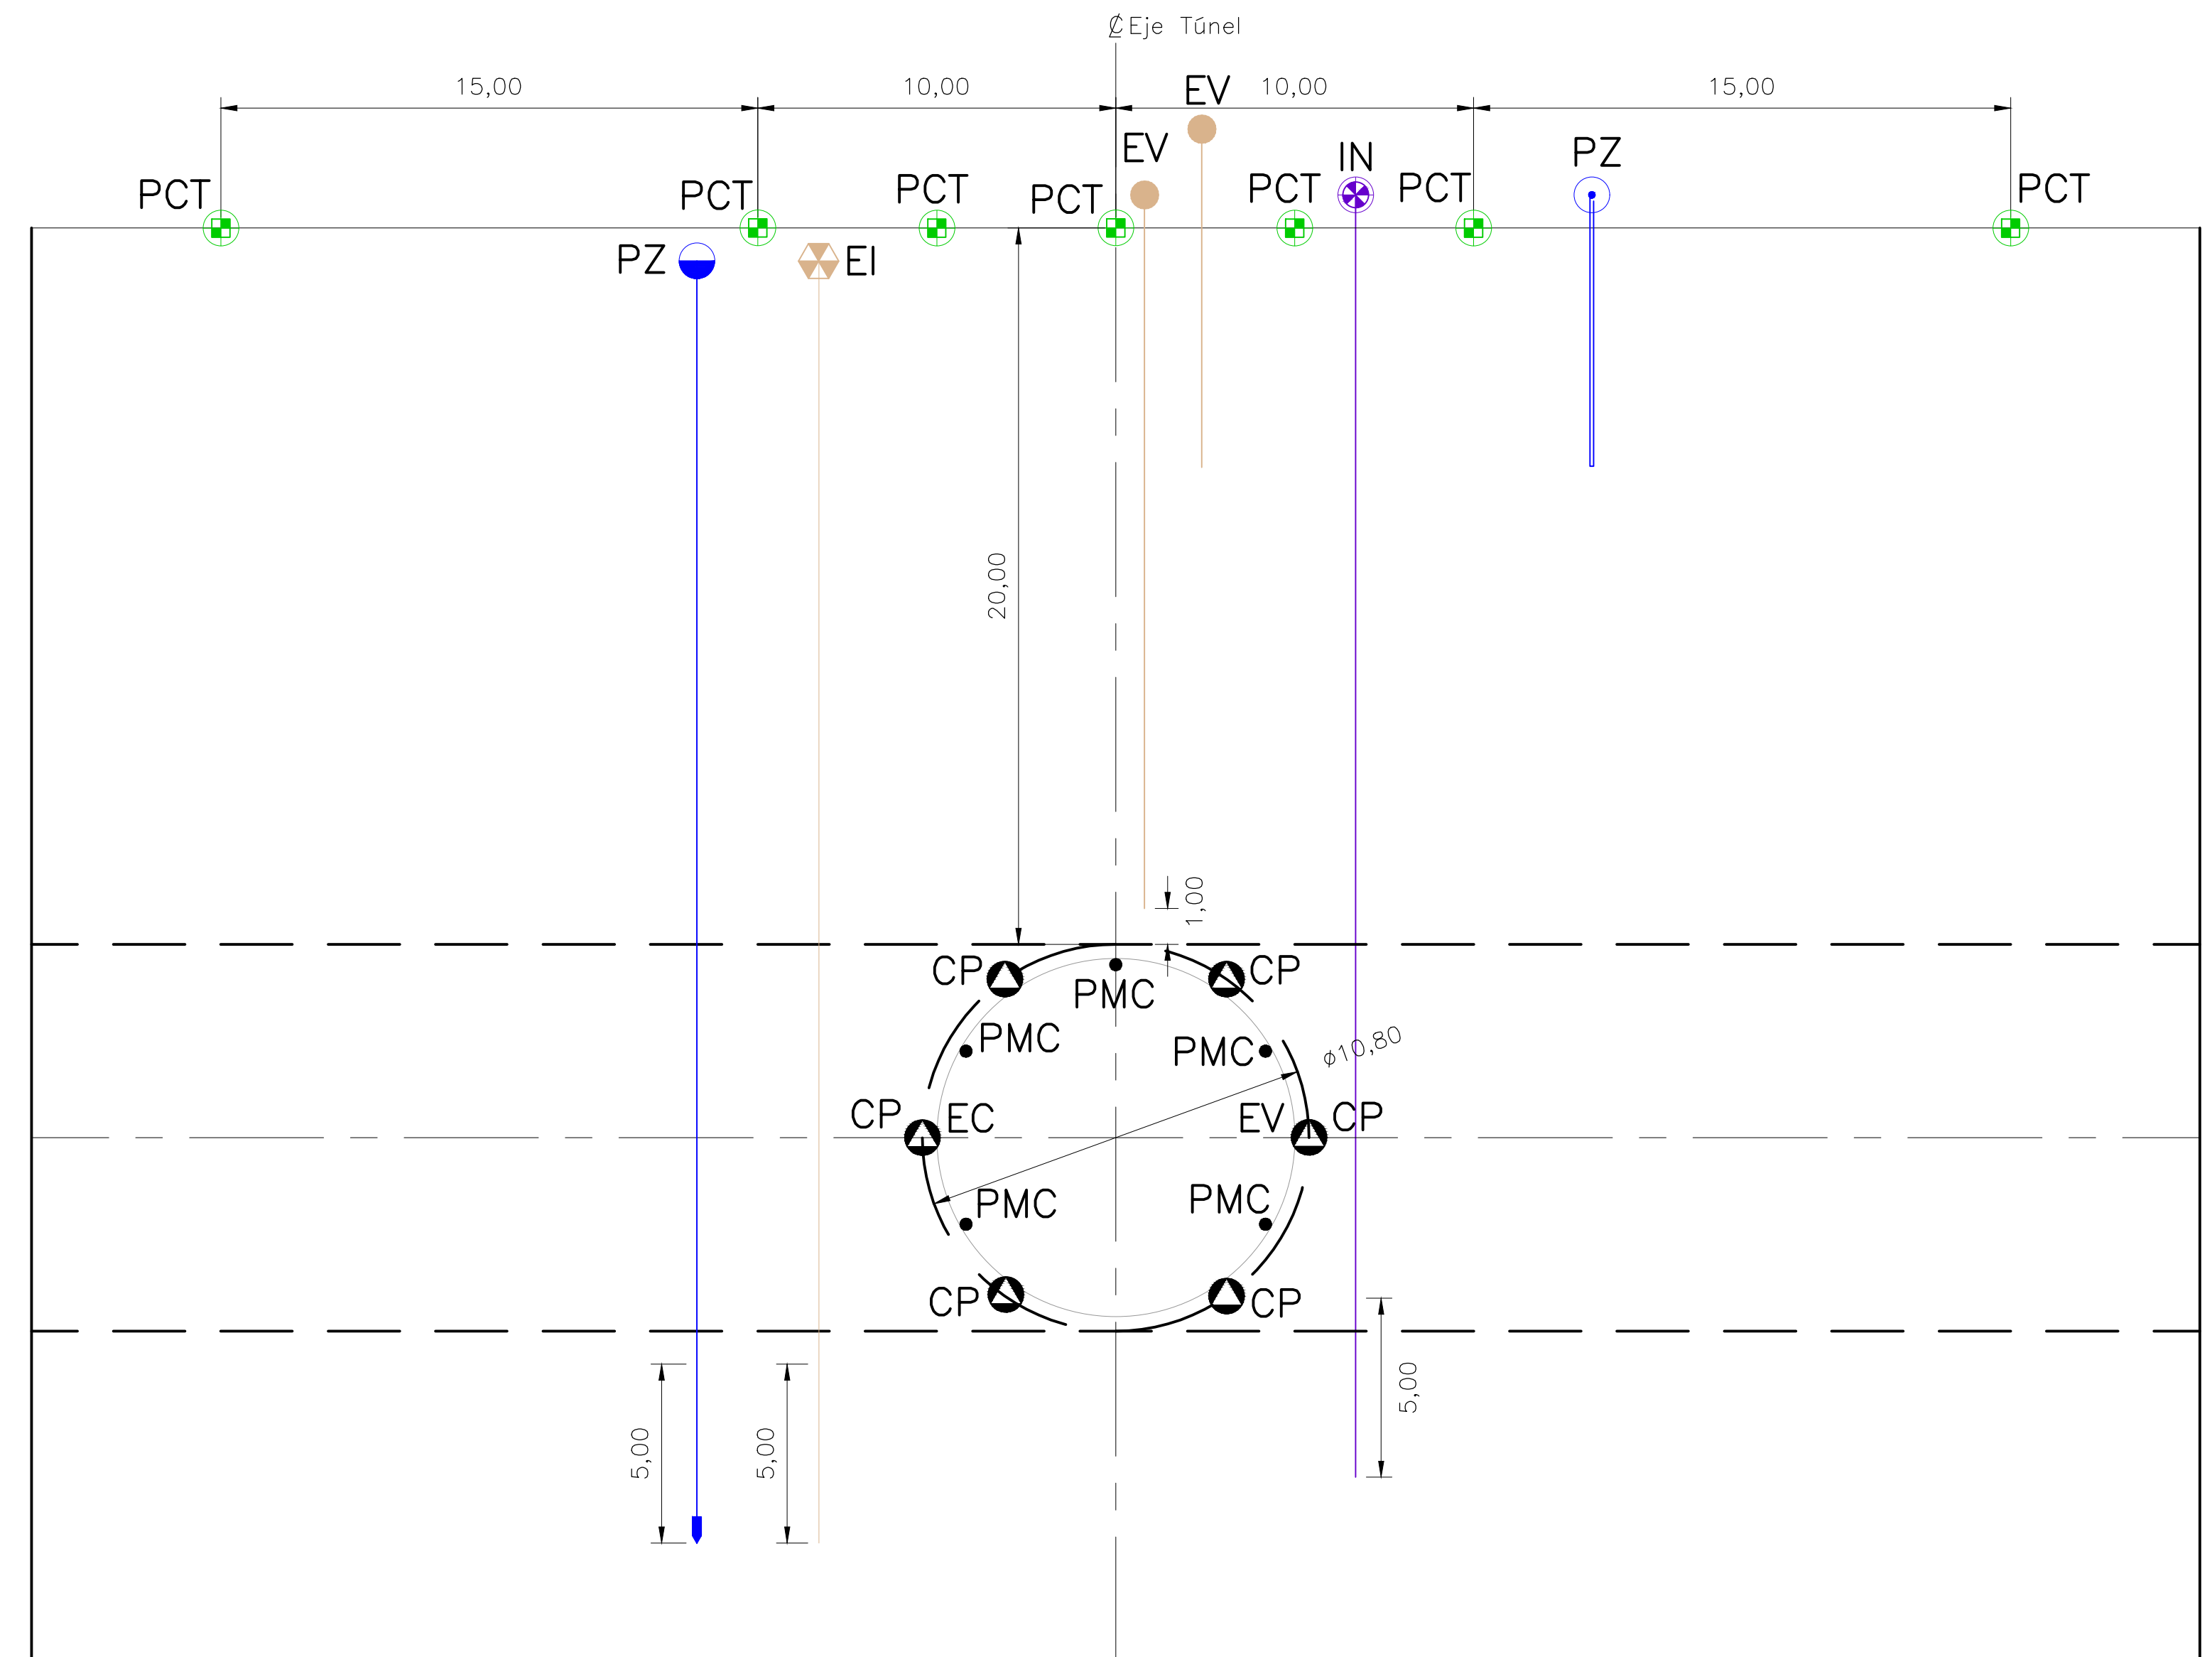 ℄ Eje Túnel
15,00
10,00
10,00
15,00
EV
EV
IN
PZ
PCT
PCT
PCT
PCT
PCT
PCT
PCT
PZ
EI
20,00
1,00
CP
CP
PMC
PMC
PMC
ø10,80
CP
EC
EV
CP
PMC
PMC
CP
CP
5,00
5,00
5,00